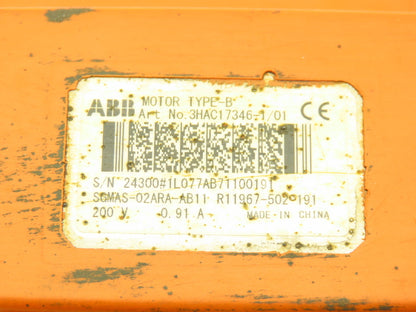 ABB MOTOR TYPE-B
Art No.3HAC17346-1/01 CE
S/N 24300#1L077AB71100191
SGMAS-02ARA-AB11 R11967-502-191
200 V 0.91 A MADE-IN CHINA